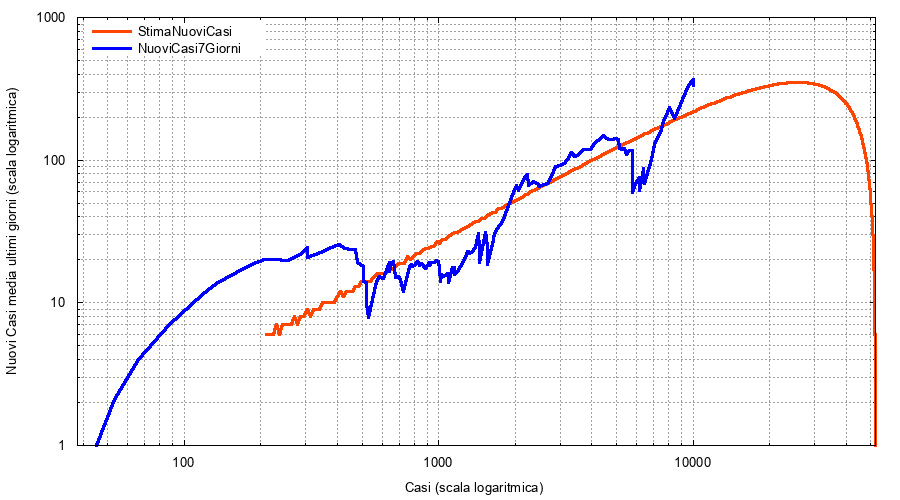 1000
StimaNuoviCasi
NuoviCasi7Giorni
100
10
1
Nuovi Casi media ultimi giorni (scala logaritmica)
100
1000
10000
Casi (scala logaritmica)